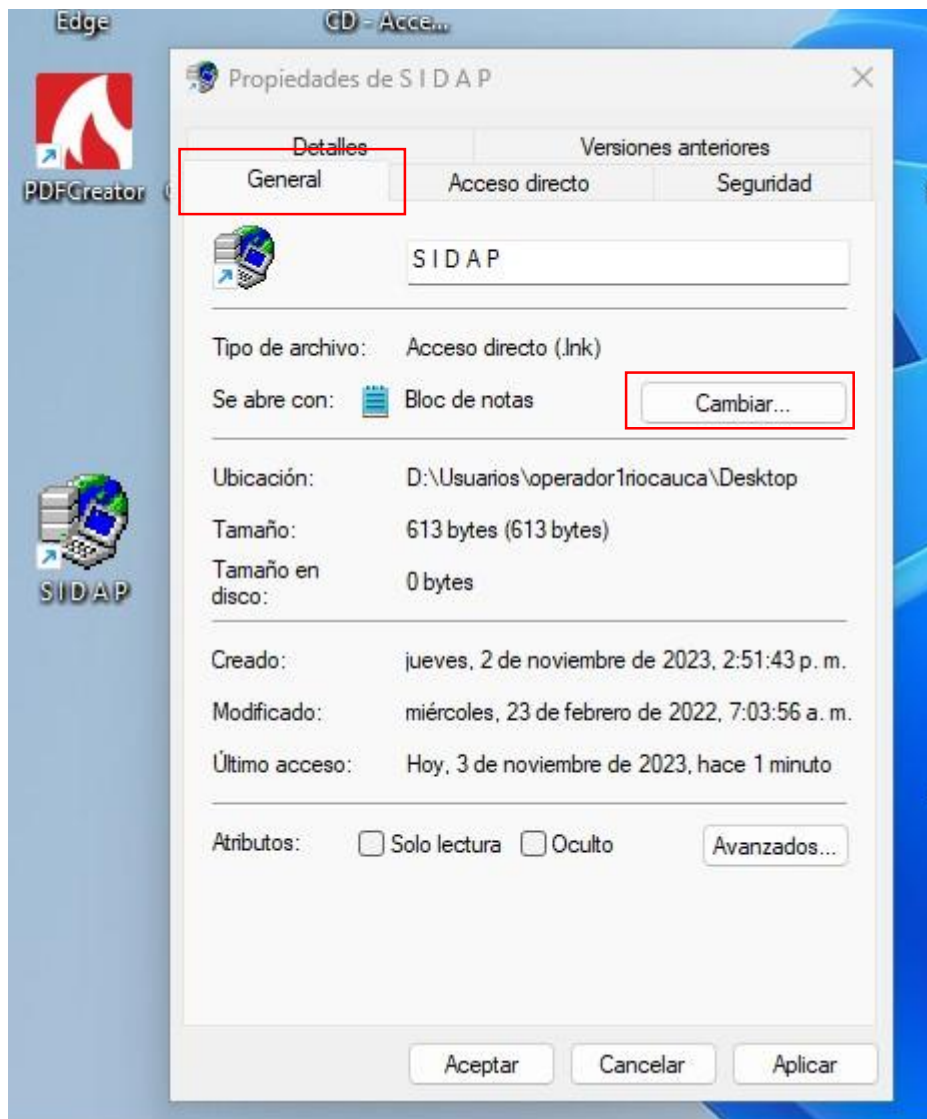 Edge
CD - Acce...
PDFCreator
Propiedades de S I D A P
Detalles Versiones anteriores
General Acceso directo Seguridad
S I D A P
Tipo de archivo: Acceso directo (.lnk)
Se abre con: Bloc de notas Cambiar...
Ubicación: D:\Usuarios\operador1riocauca\Desktop
Tamaño: 613 bytes (613 bytes)
Tamaño en
disco: 0 bytes
S I D A P
Creado: jueves, 2 de noviembre de 2023, 2:51:43 p. m.
Modificado: miércoles, 23 de febrero de 2022, 7:03:56 a. m.
Último acceso: Hoy, 3 de noviembre de 2023, hace 1 minuto
Atributos: Solo lectura Oculto Avanzados...
Aceptar Cancelar Aplicar